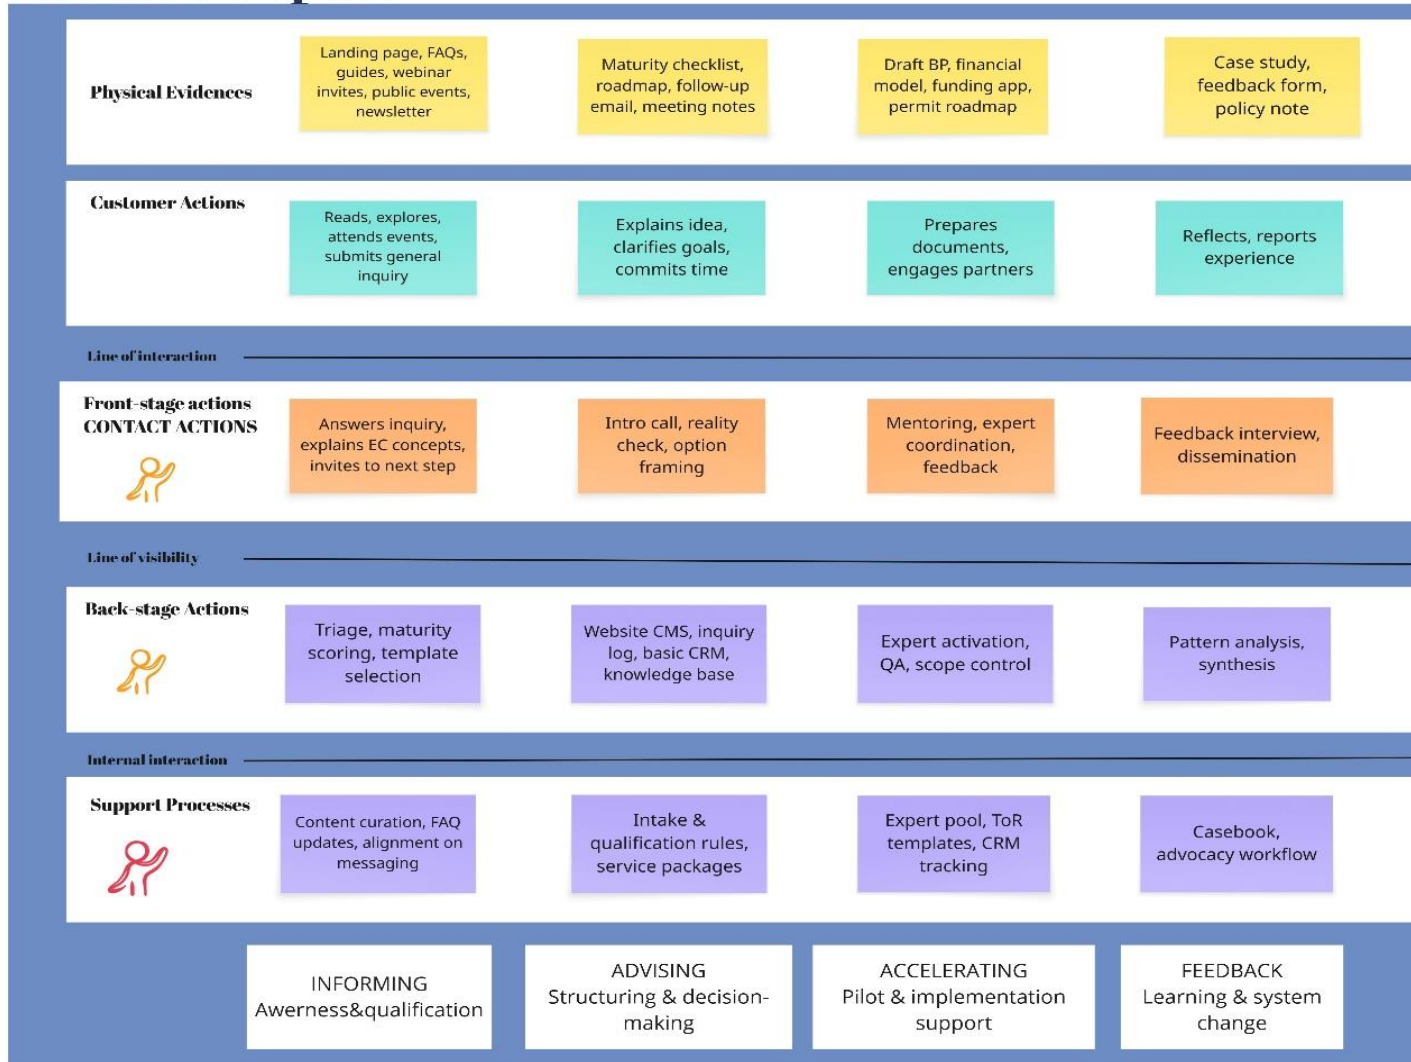 Physical Evidences
Landing page, FAQs,
guides, webinar
invites, public events,
newsletter
Maturity checklist,
roadmap, follow-up
email, meeting notes
Draft BP, financial
model, funding app,
permit roadmap
Case study,
feedback form,
policy note
Customer Actions
Reads, explores,
attends events,
submits general
inquiry
Explains idea,
clarifies goals,
commits time
Prepares
documents,
engages partners
Reflects, reports
experience
Line of interaction
Front-stage actions
CONTACT ACTIONS
Answers inquiry,
explains EC concepts,
invites to next step
Intro call, reality
check, option
framing
Mentoring, expert
coordination,
feedback
Feedback interview,
dissemination
Line of visibility
Back-stage Actions
Triage, maturity
scoring, template
selection
Website CMS, inquiry
log, basic CRM,
knowledge base
Expert activation,
QA, scope control
Pattern analysis,
synthesis
Internal interaction
Support Processes
Content curation, FAQ
updates, alignment on
messaging
Intake &
qualification rules,
service packages
Expert pool, ToR
templates, CRM
tracking
Casebook,
advocacy workflow
INFORMING
Awerness&qualification
ADVISING
Structuring & decision-
making
ACCELERATING
Pilot & implementation
support
FEEDBACK
Learning & system
change